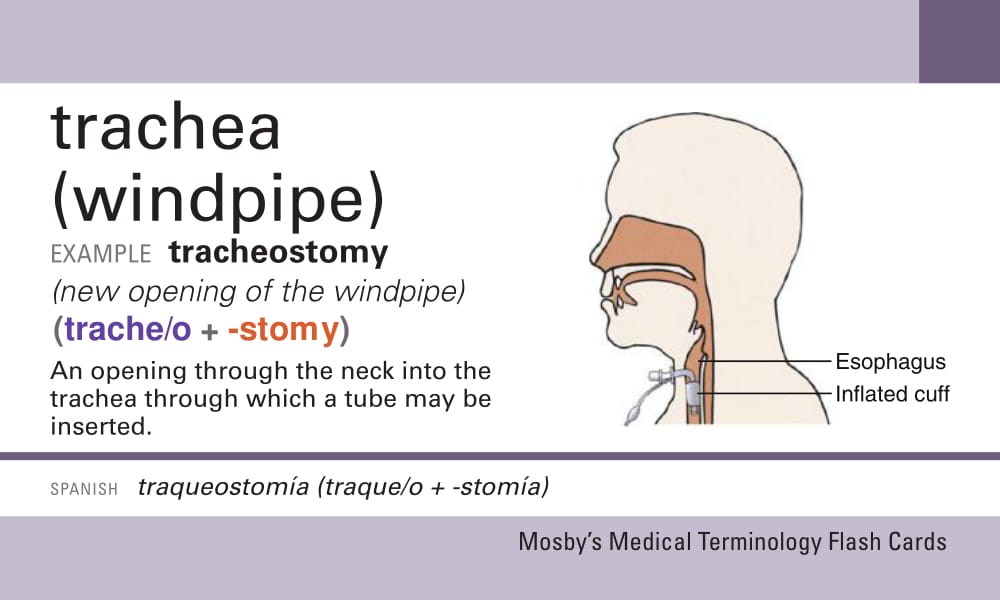 trachea
(windpipe)
EXAMPLE tracheostomy
(new opening of the windpipe)
(trache/o + -stomy)
An opening through the neck into the
trachea through which a tube may be
inserted.
Esophagus
Inflated cuff
SPANISH traqueostomía (traque/o + -stomía)
Mosby's Medical Terminology Flash Cards